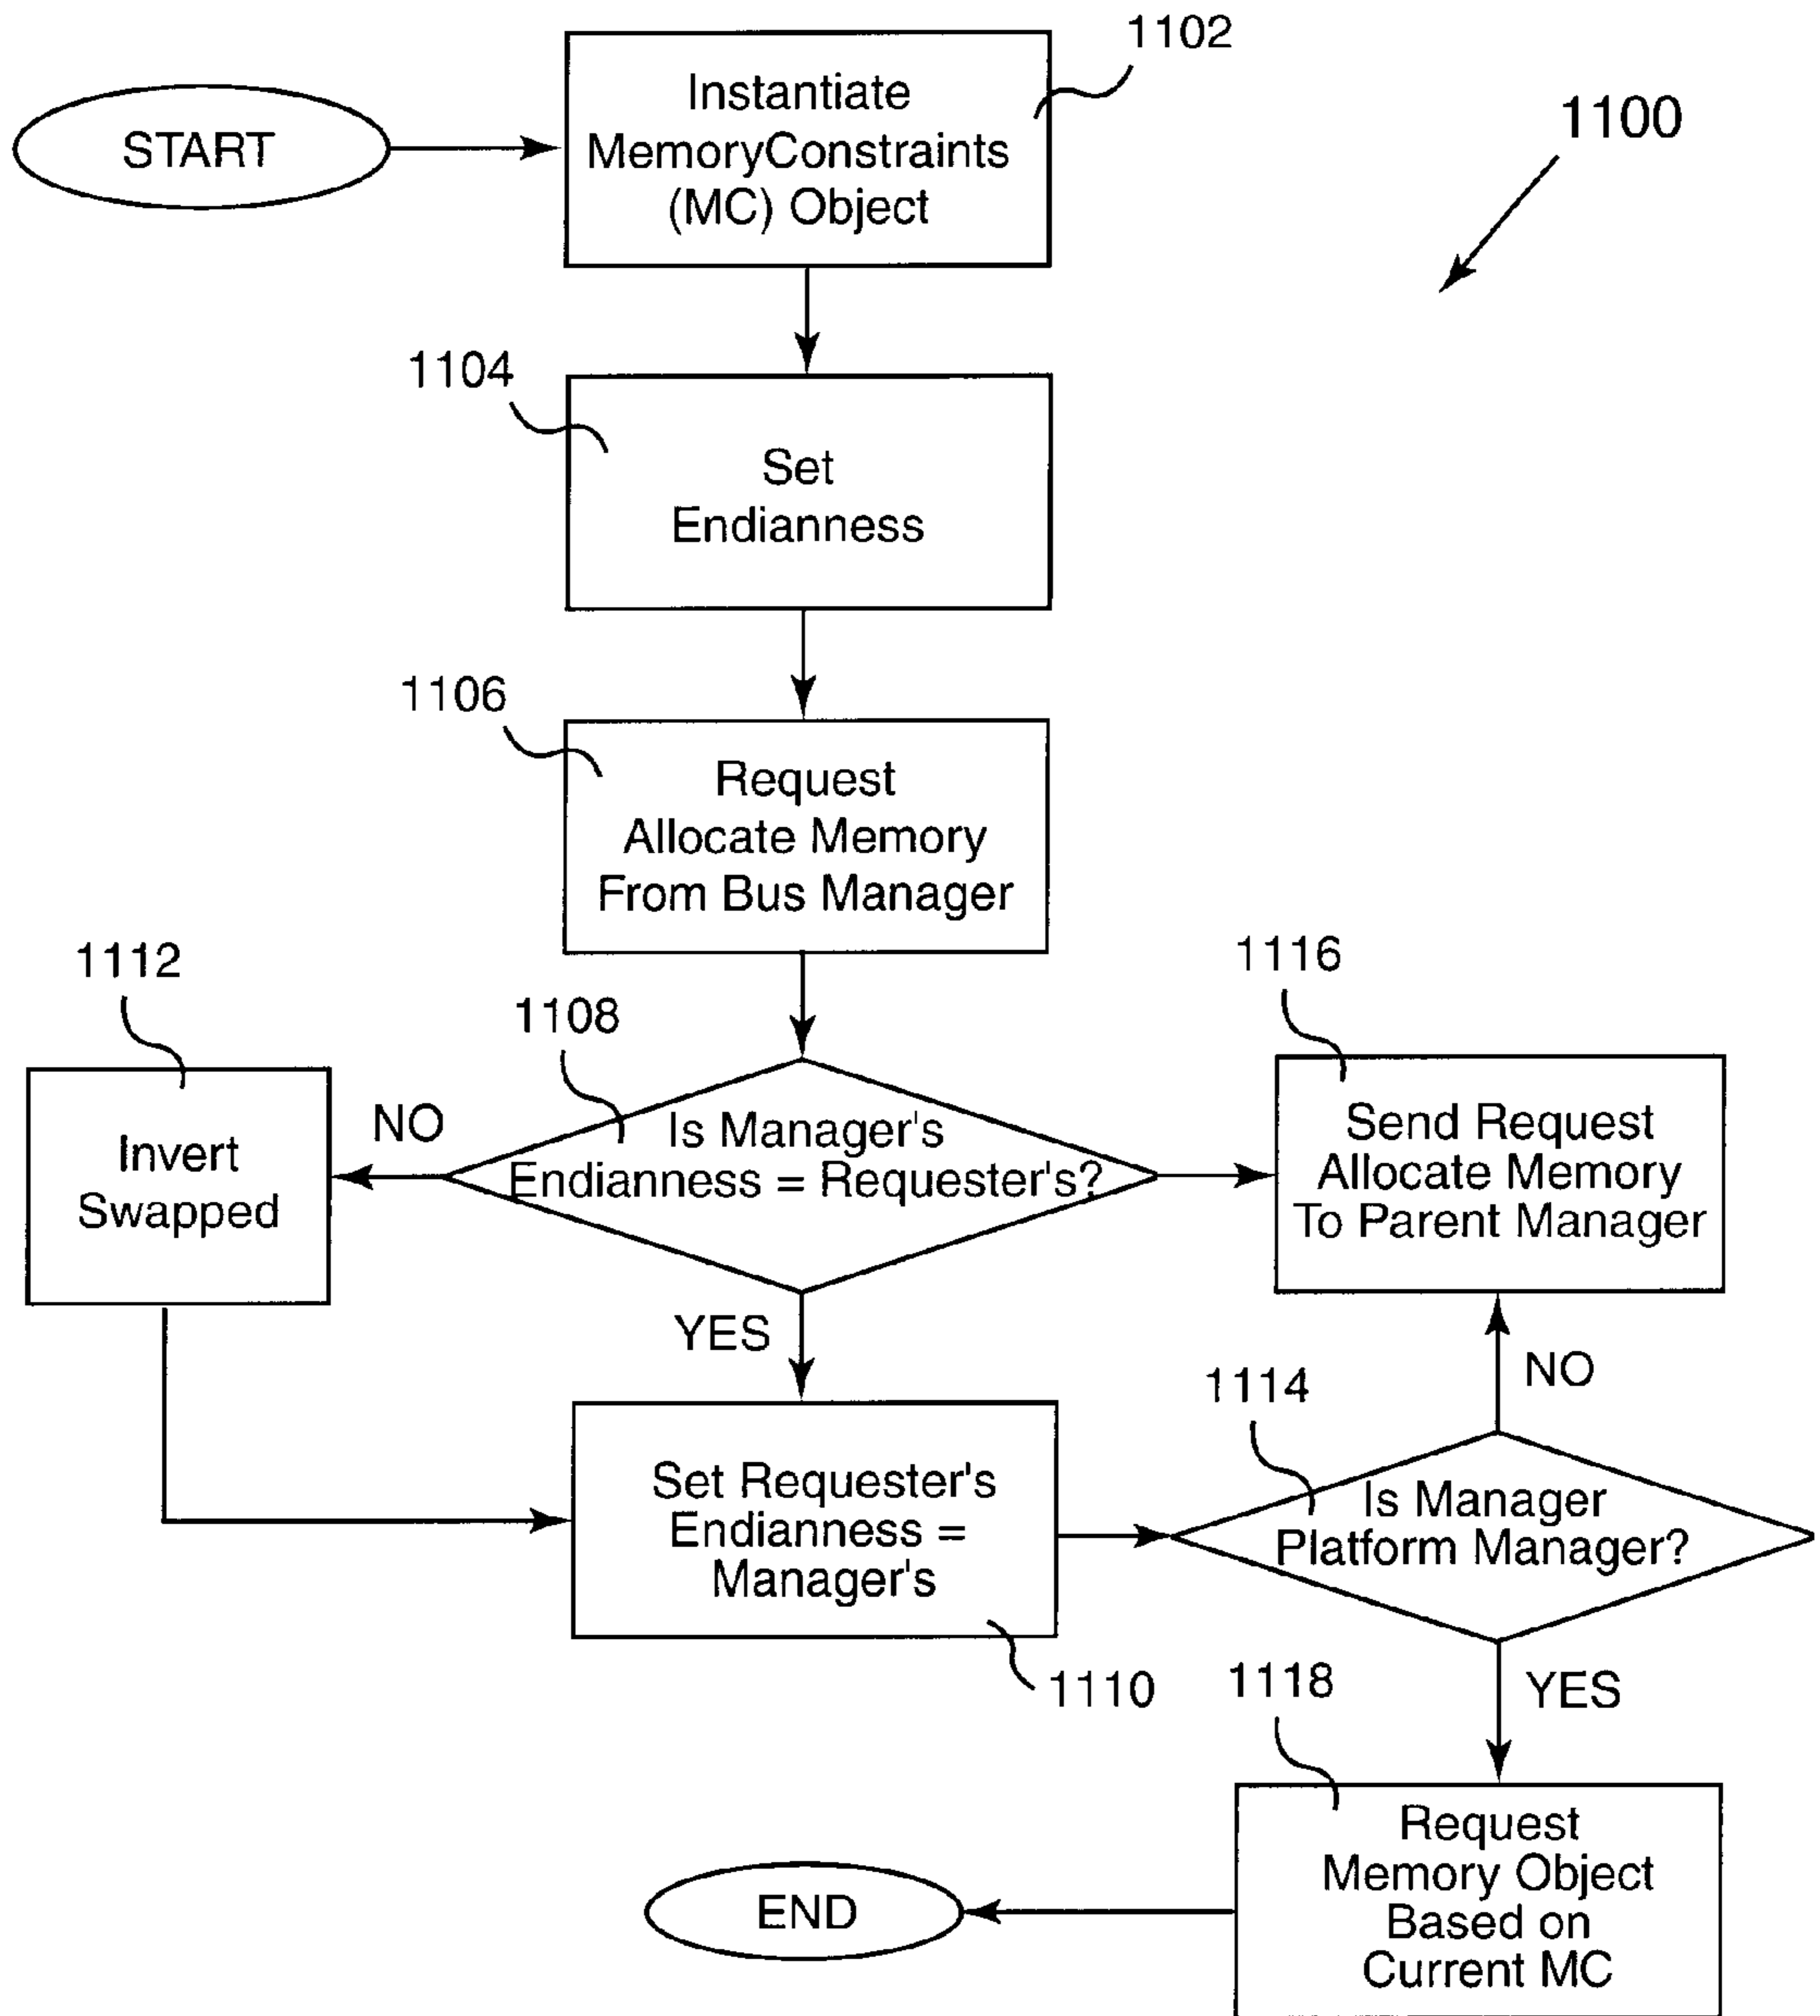 1102
START
Instantiate
MemoryConstraints
(MC) Object
1100
1104
Set
Endianness
1106
Request
Allocate Memory
From Bus Manager
1112
1108
1116
Invert
Swapped
NO
Is Manager's
Endianness = Requester's?
Send Request
Allocate Memory
To Parent Manager
YES
NO
1114
Set Requester's
Endianness =
Manager's
Is Manager
Platform Manager?
1110
1118
YES
Request
Memory Object
Based on
Current MC
END